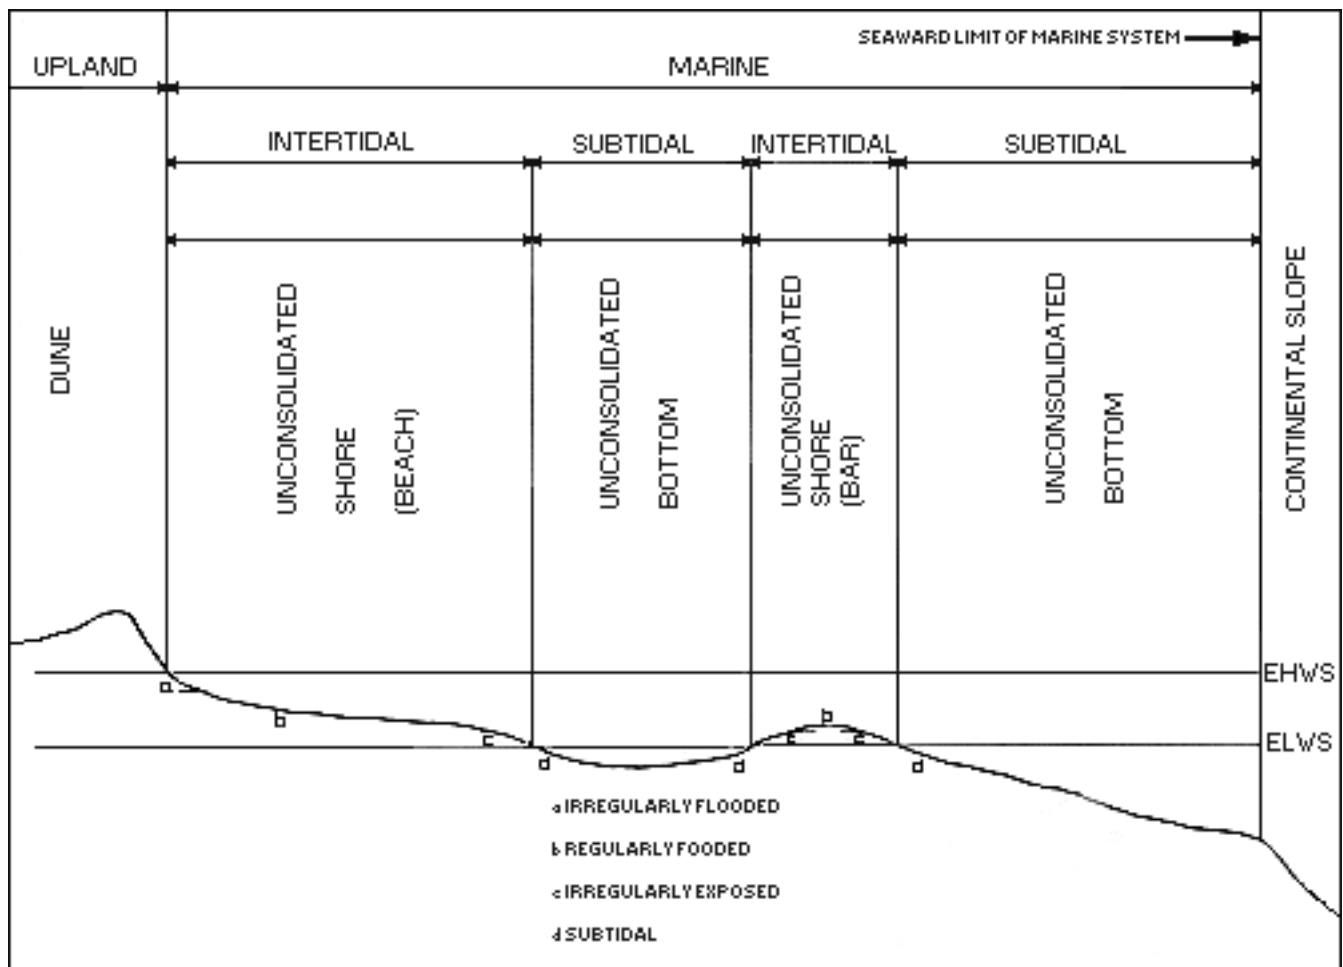 SEAWARD LIMIT OF MARINE SYSTEM
UPLAND
MARINE
INTERTIDAL
SUBTIDAL
INTERTIDAL
SUBTIDAL
DUNE
UNCONSOLIDATED
SHORE
(BEACH)
UNCONSOLIDATED
BOTTOM
UNCONSOLIDATED
SHORE
(BAR)
UNCONSOLIDATED
BOTTOM
CONTINENTAL SLOPE
EHWS
a
b
b
c
c
c
ELWS
d
d
d
a IRREGULARLY FLOODED
b REGULARLY FOODED
c IRREGULARLY EXPOSED
d SUBTIDAL